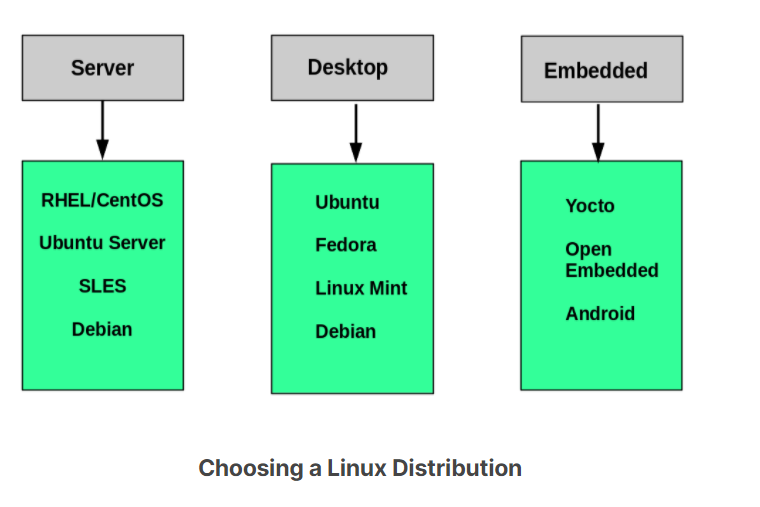 Server
RHEL/CentOS
Ubuntu Server
SLES
Debian
Desktop
Ubuntu
Fedora
Linux Mint
Debian
Embedded
Yocto
Open
Embedded
Android
Choosing a Linux Distribution